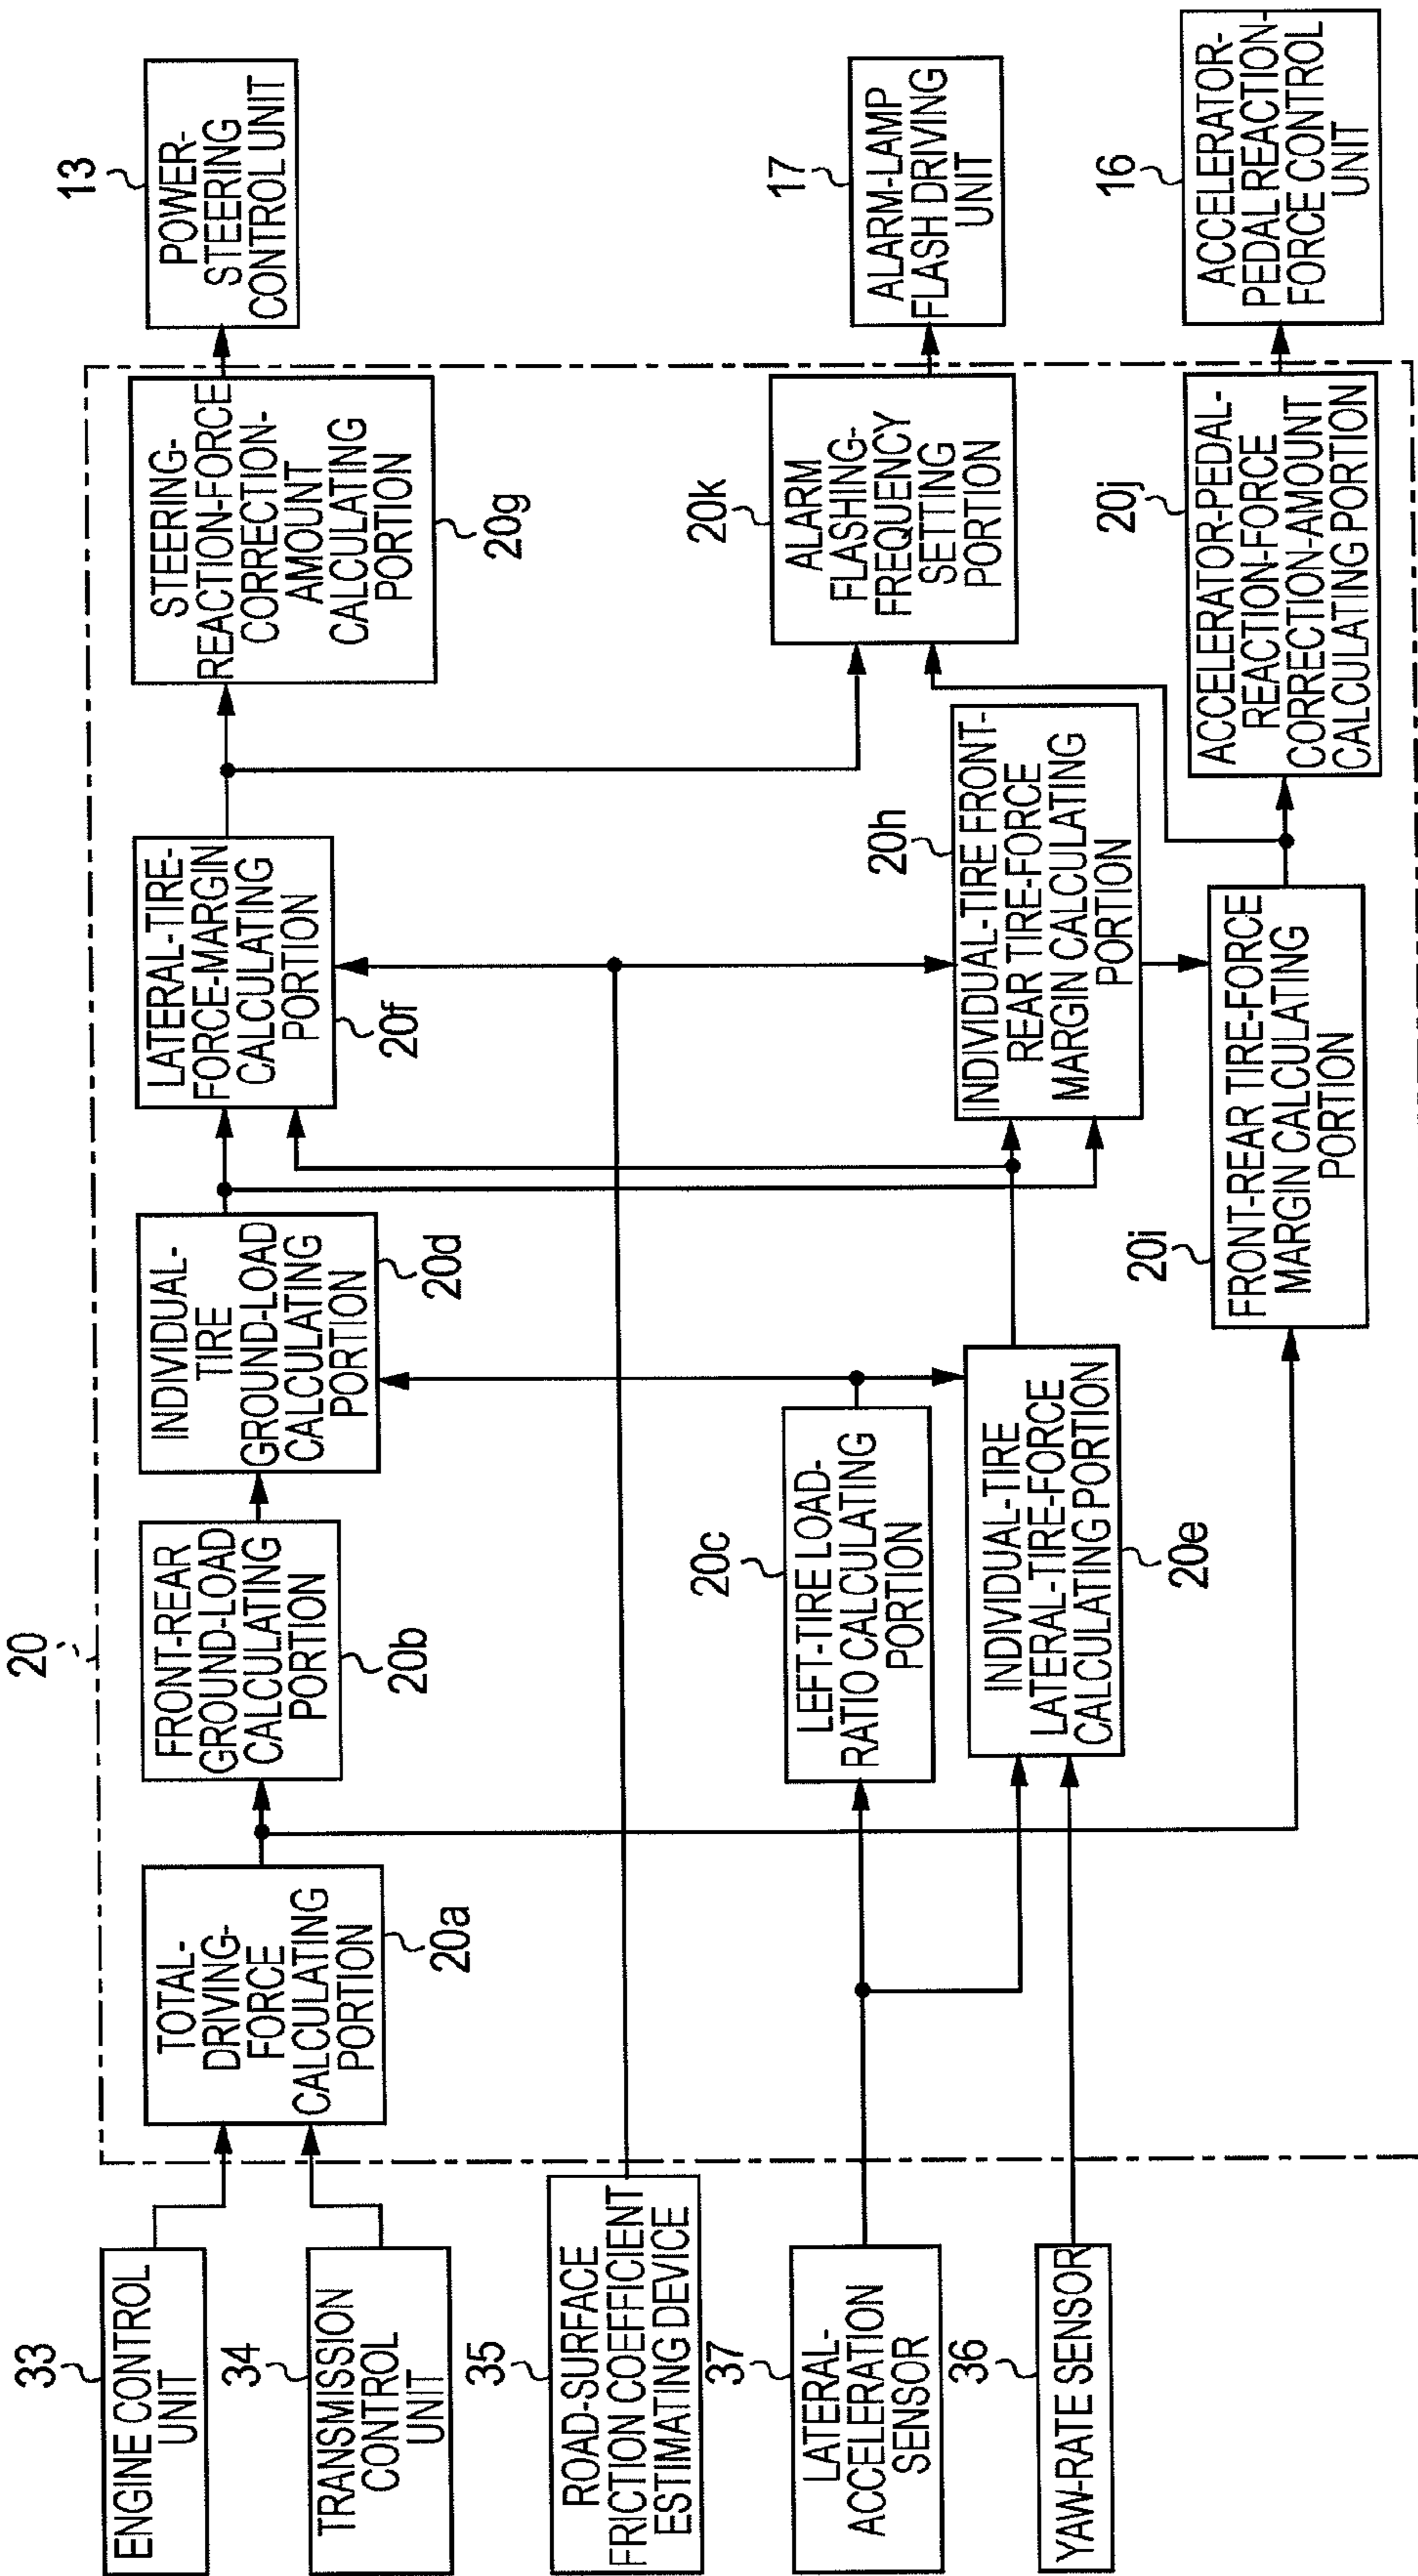 20
33
ENGINE CONTROL
UNIT
34
TRANSMISSION
CONTROL
UNIT
35
ROAD-SURFACE
FRICTION COEFFICIENT
ESTIMATING DEVICE
37
LATERAL-
ACCELERATION
SENSOR
36
YAW-RATE SENSOR
TOTAL-
DRIVING-
FORCE
CALCULATING
PORTION
20a
FRONT-REAR
GROUND-LOAD
CALCULATING
PORTION
20b
20c
LEFT-TIRE LOAD-
RATIO CALCULATING
PORTION
INDIVIDUAL-TIRE
LATERAL-TIRE-FORCE
CALCULATING PORTION
20e
INDIVIDUAL-
TIRE
GROUND-LOAD
CALCULATING
PORTION
20d
LATERAL-TIRE-
FORCE-MARGIN
CALCULATING
PORTION
20f
20h
INDIVIDUAL-TIRE FRONT-
REAR TIRE-FORCE
MARGIN CALCULATING
PORTION
20i
FRONT-REAR TIRE-FORCE
MARGIN CALCULATING
PORTION
STEERING-
REACTION-FORCE
CORRECTION-
AMOUNT
CALCULATING
PORTION
20g
20k
ALARM
FLASHING-
FREQUENCY
SETTING
PORTION
20j
ACCELERATOR-PEDAL-
REACTION-FORCE
CORRECTION-AMOUNT
CALCULATING PORTION
13
POWER-
STEERING
CONTROL UNIT
17
ALARM-LAMP
FLASH DRIVING
UNIT
16
ACCELERATOR-
PEDAL REACTION-
FORCE CONTROL
UNIT